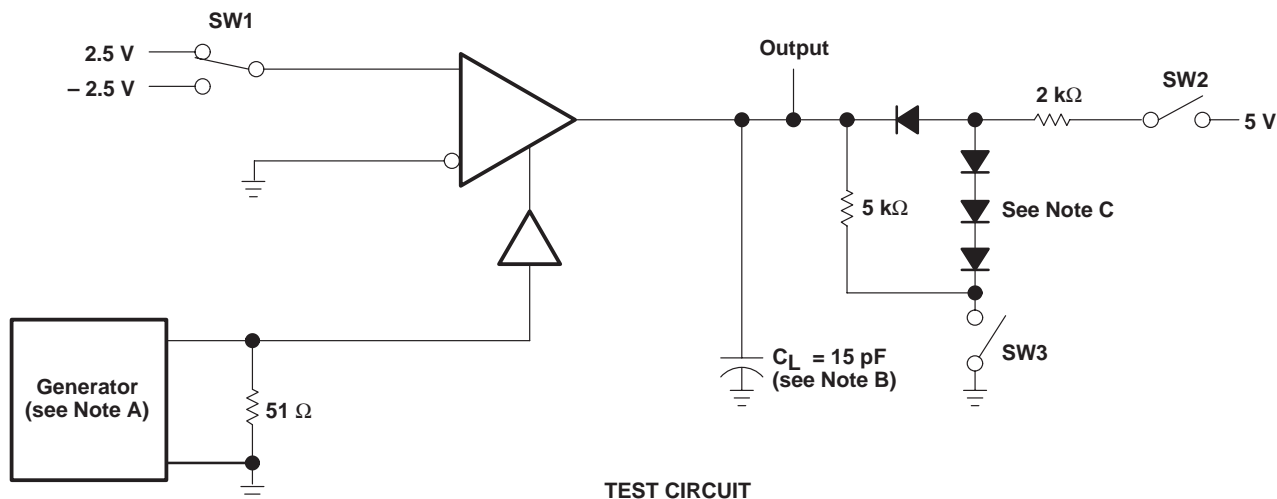 SW1
2.5 V
– 2.5 V
Output
SW2
2 kΩ
5 V
5 kΩ
See Note C
SW3
CL = 15 pF
(see Note B)
Generator
(see Note A)
51 Ω
TEST CIRCUIT